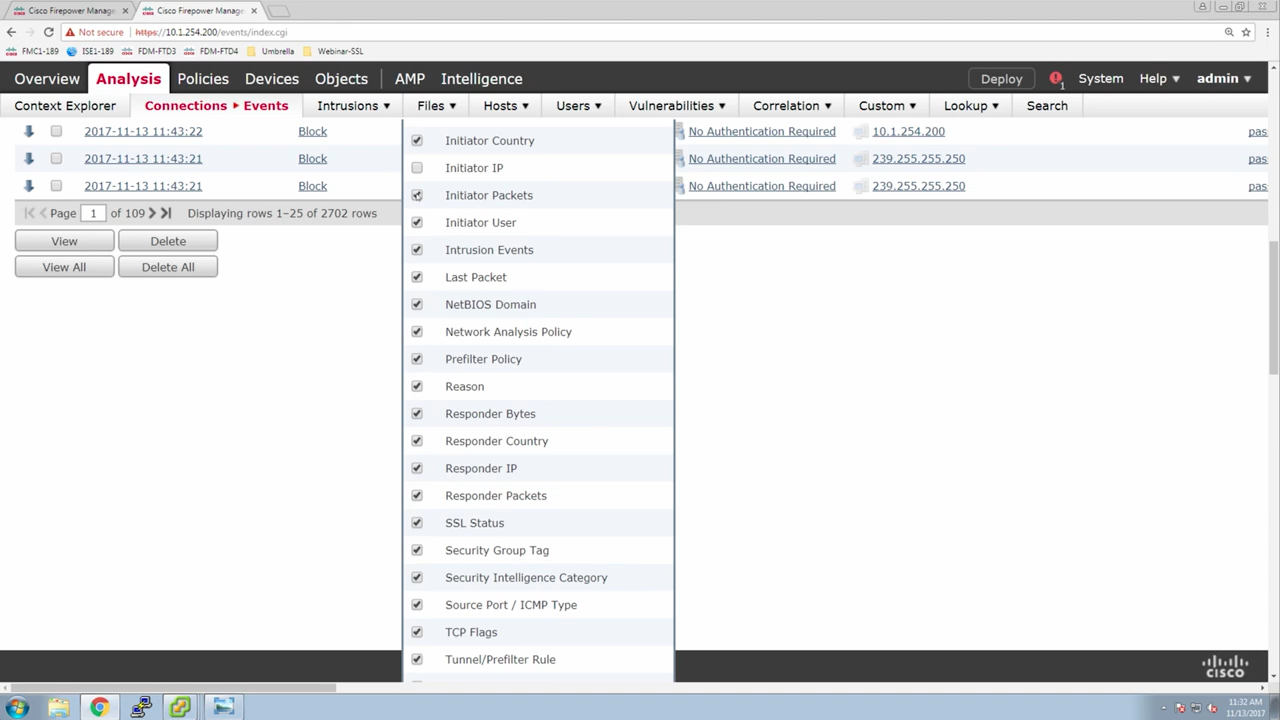 Cisco Firepower Manag
Cisco Firepower Manag
Not secure https://10.1.254.200/events/index.cgi
FMC1-189 ISE1-189 FDM-FTD3 FDM-FTD4 Umbrella Webinar-SSL
Overview Analysis Policies Devices Objects AMP Intelligence Deploy 1 System Help admin
Context Explorer Connections Events Intrusions Files Hosts Users Vulnerabilities Correlation Custom Lookup Search
2017-11-13 11:43:22 Block No Authentication Required 10.1.254.200 pas
2017-11-13 11:43:21 Block No Authentication Required 239.255.255.250 pas
2017-11-13 11:43:21 Block No Authentication Required 239.255.255.250 pas
Page 1 of 109 Displaying rows 1–25 of 2702 rows
View Delete
View All Delete All
Initiator Country
Initiator IP
Initiator Packets
Initiator User
Intrusion Events
Last Packet
NetBIOS Domain
Network Analysis Policy
Prefilter Policy
Reason
Responder Bytes
Responder Country
Responder IP
Responder Packets
SSL Status
Security Group Tag
Security Intelligence Category
Source Port / ICMP Type
TCP Flags
Tunnel/Prefilter Rule
CISCO
11:32 AM
11/13/2017